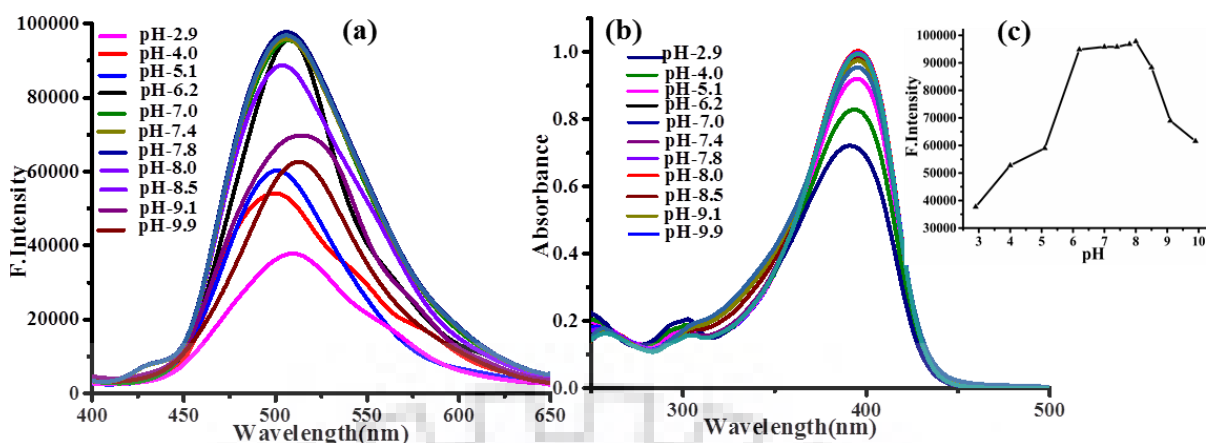 (a)
100000
80000
60000
40000
20000
0
F.Intensity
pH-2.9
pH-4.0
pH-5.1
pH-6.2
pH-7.0
pH-7.4
pH-7.8
pH-8.0
pH-8.5
pH-9.1
pH-9.9
400 450 500 550 600 650
Wavelength(nm)
(b)
1.0
0.8
0.6
0.4
0.2
0.0
Absorbance
pH-2.9
pH-4.0
pH-5.1
pH-6.2
pH-7.0
pH-7.4
pH-7.8
pH-8.0
pH-8.5
pH-9.1
pH-9.9
300 400 500
Wavelength(nm)
(c)
100000
90000
80000
70000
60000
50000
40000
30000
F.Intensity
3 4 5 6 7 8 9 10
pH